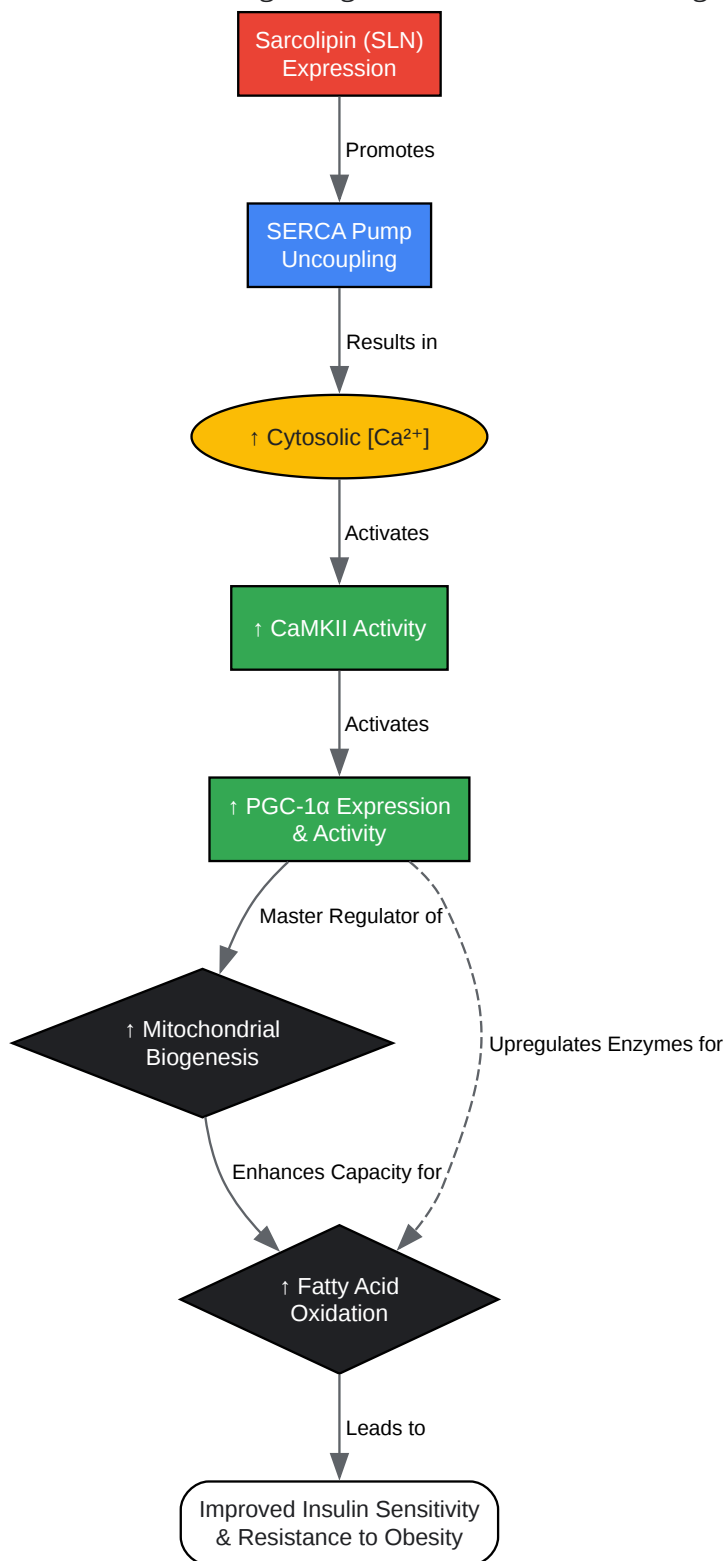 Sarcolipin (SLN)
Expression
Promotes
SERCA Pump
Uncoupling
Results in
↑ Cytosolic [Ca²⁺]
Activates
↑ CaMKII Activity
Activates
↑ PGC-1α Expression
& Activity
Master Regulator of
↑ Mitochondrial
Biogenesis
Upregulates Enzymes for
Enhances Capacity for
↑ Fatty Acid
Oxidation
Leads to
Improved Insulin Sensitivity
& Resistance to Obesity